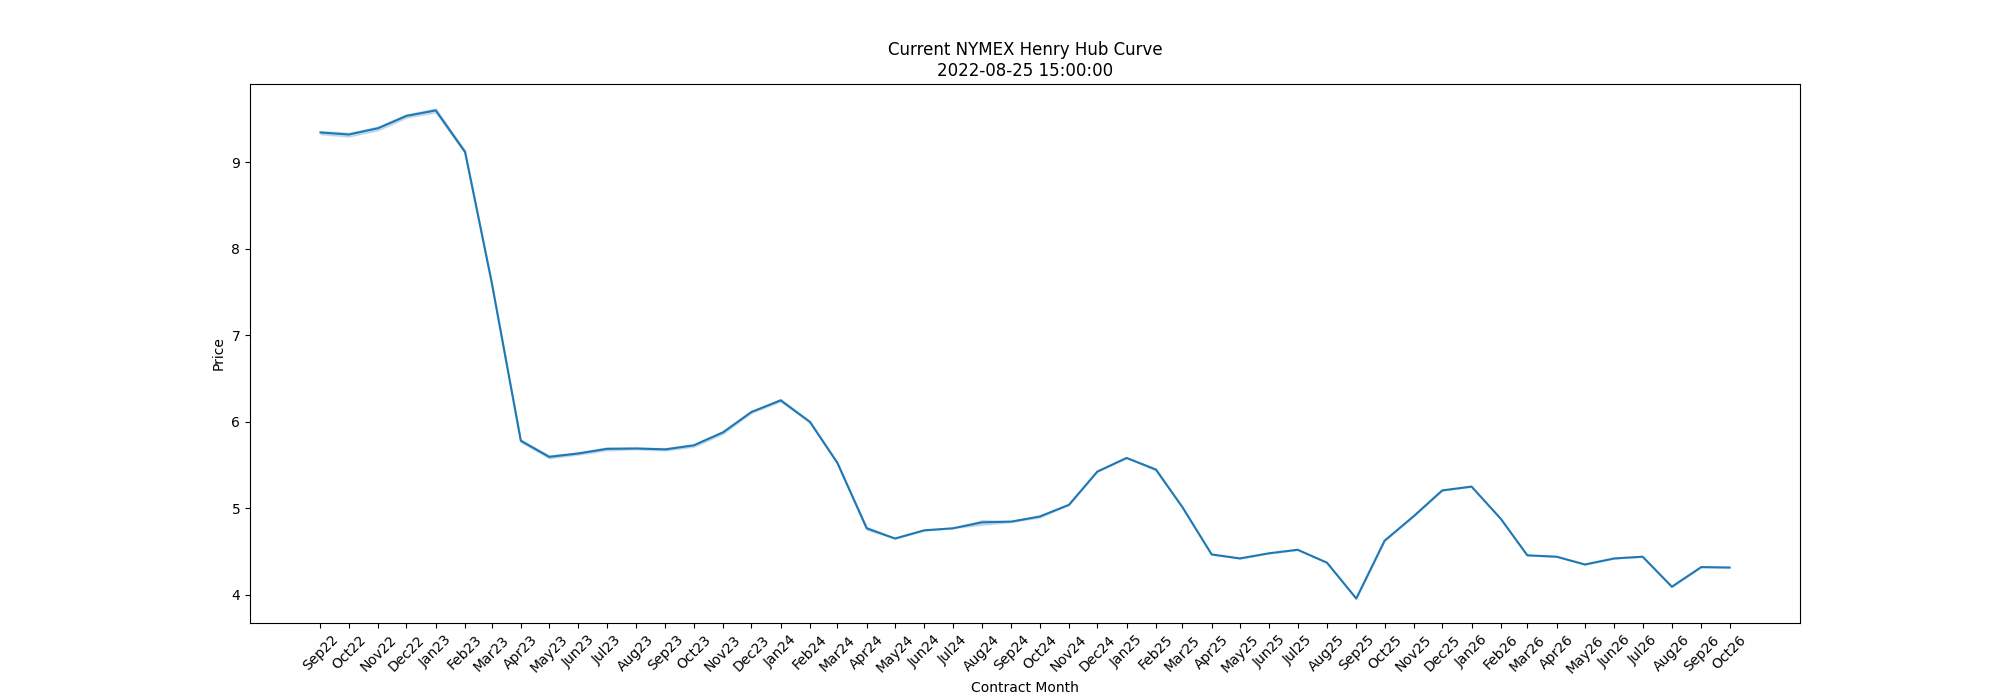 Current NYMEX Henry Hub Curve
2022-08-25 15:00:00
Price
9
8
7
6
5
4
Sep22 Oct22 Nov22 Dec22 Jan23 Feb23 Mar23 Apr23 May23 Jun23 Jul23 Aug23 Sep23 Oct23 Nov23 Dec23 Jan24 Feb24 Mar24 Apr24 May24 Jun24 Jul24 Aug24 Sep24 Oct24 Nov24 Dec24 Jan25 Feb25 Mar25 Apr25 May25 Jun25 Jul25 Aug25 Sep25 Oct25 Nov25 Dec25 Jan26 Feb26 Mar26 Apr26 May26 Jun26 Jul26 Aug26 Sep26 Oct26
Contract Month